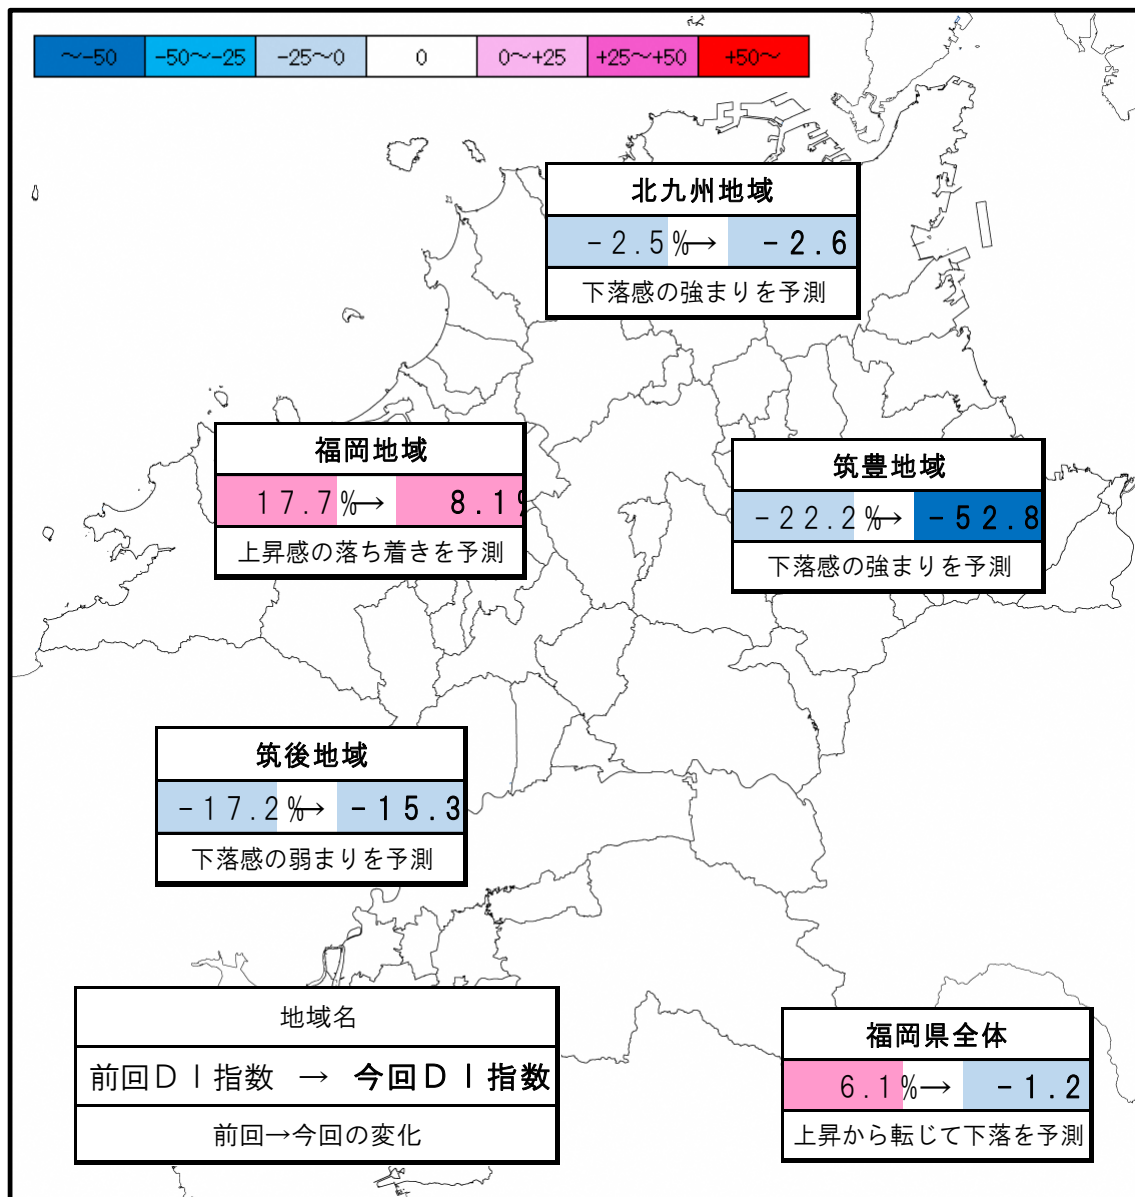 ～-50 -50～-25 -25～0 0 0～+25 +25～+50 +50～
北九州地域
-2.5%→ -2.6
下落感の強まりを予測
福岡地域
17.7%→ 8.1%
上昇感の落ち着きを予測
筑豊地域
-22.2%→ -52.8
下落感の強まりを予測
筑後地域
-17.2%→ -15.3
下落感の弱まりを予測
地域名
前回ＤＩ指数 → 今回ＤＩ指数
前回→今回の変化
福岡県全体
6.1%→ -1.2
上昇から転じて下落を予測